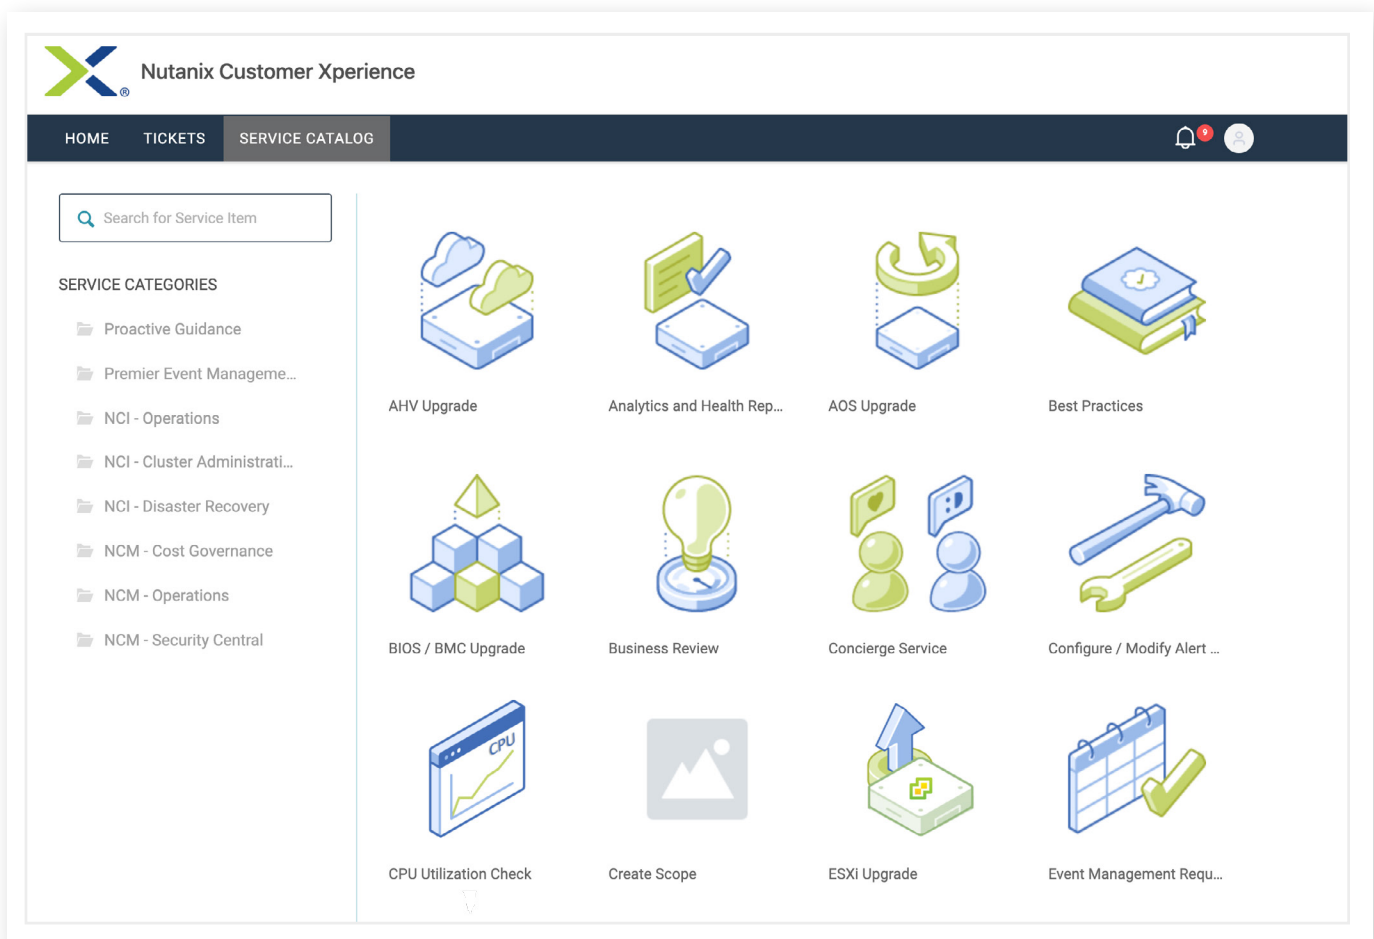 Nutanix Customer Xperience
®
HOME TICKETS SERVICE CATALOG
9
Search for Service Item
SERVICE CATEGORIES
Proactive Guidance
Premier Event Manageme...
NCI - Operations
NCI - Cluster Administrati...
NCI - Disaster Recovery
NCM - Cost Governance
NCM - Operations
NCM - Security Central
AHV Upgrade
Analytics and Health Rep...
AOS Upgrade
Best Practices
BIOS / BMC Upgrade
Business Review
:D
Concierge Service
Configure / Modify Alert ...
CPU
CPU Utilization Check
Create Scope
ESXi Upgrade
Event Management Requ...